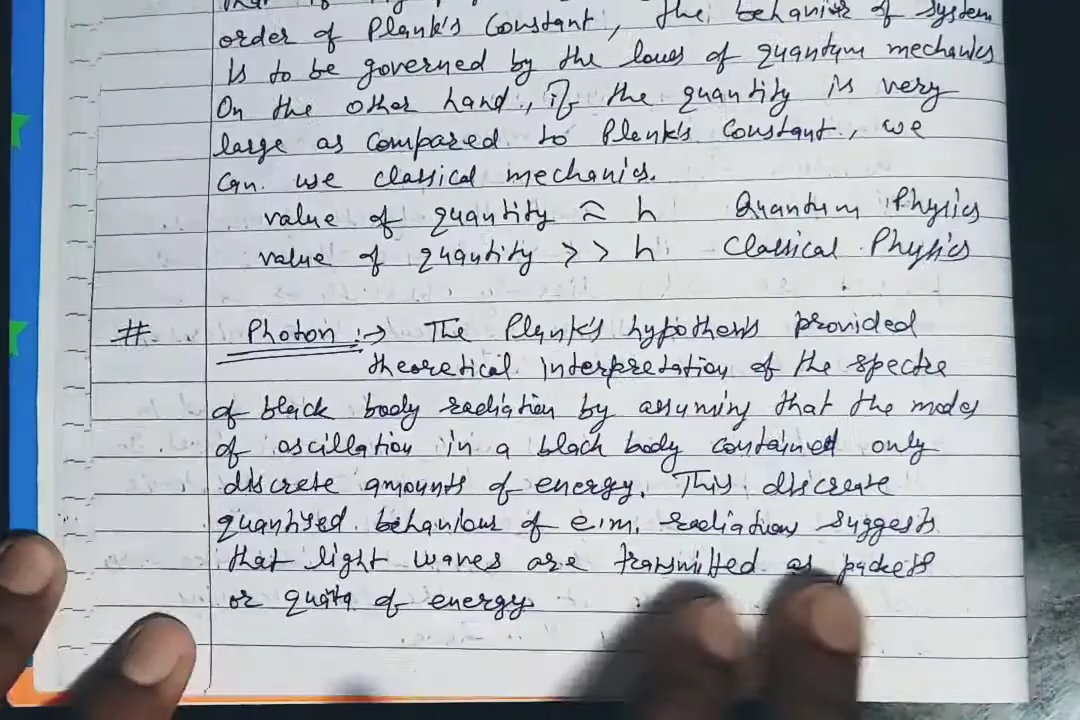 order of Plank's Constant, the behavior of system
is to be governed by the laws of quantum mechanics
On the other hand, if the quantity is very
large as compared to Plank's Constant, we
can use classical mechanics.
value of quantity ≈ h Quantum Physics
value of quantity >> h Classical Physics
# Photon :→ The Plank's hypothesis provided
theoretical interpretation of the spectra
of black body radiation by assuming that the modes
of oscillation in a black body contained only
discrete amounts of energy. This discreate
quantised behaviour of e.m. radiation suggests
that light waves are transmitted as packets
or quata of energy